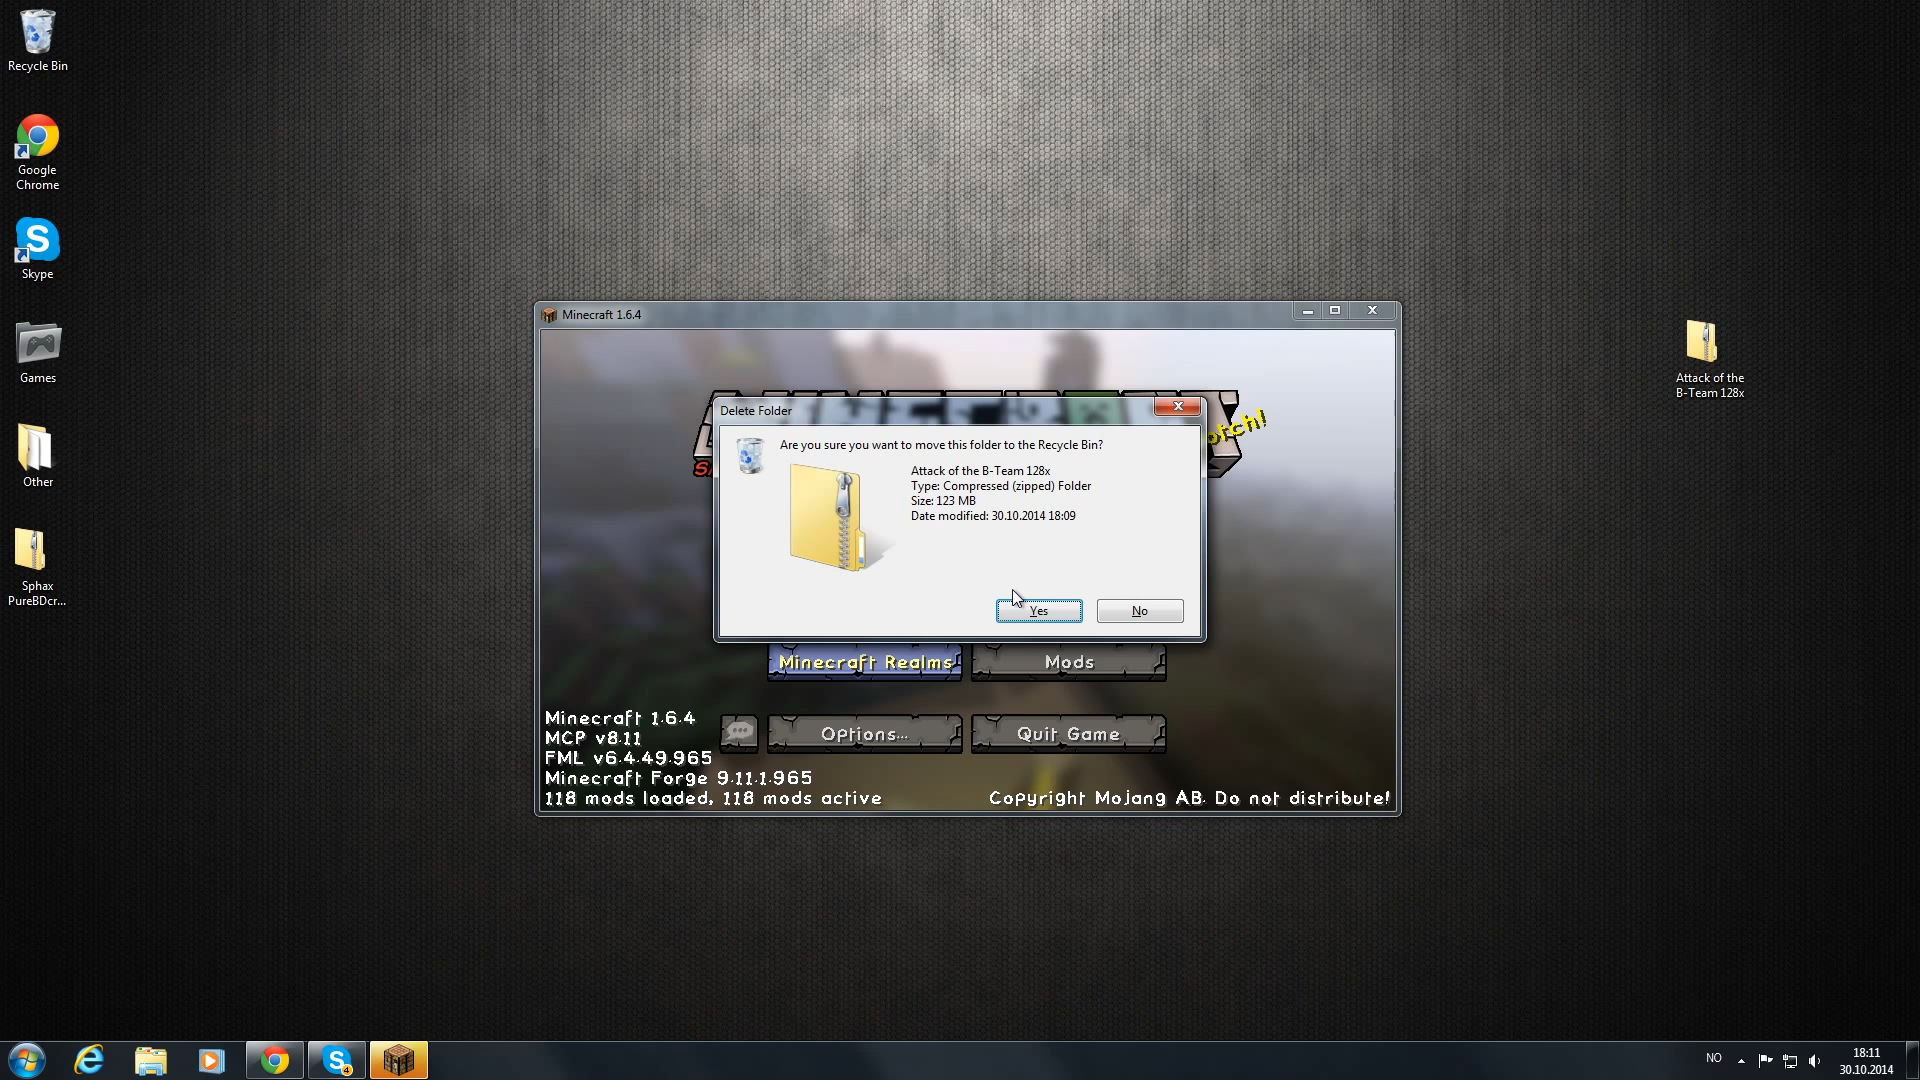 Recycle Bin
Google
Chrome
Skype
Games
Other
Sphax
PureBDcr...
Attack of the
B-Team 128x
Minecraft 1.6.4
Delete Folder
Are you sure you want to move this folder to the Recycle Bin?
Attack of the B-Team 128x
Type: Compressed (zipped) Folder
Size: 123 MB
Date modified: 30.10.2014 18:09
Yes
No
Minecraft Realms
Mods
Options...
Quit Game
Minecraft 1.6.4
MCP v8.11
FML v6.4.49.965
Minecraft Forge 9.11.1.965
118 mods loaded, 118 mods active
Copyright Mojang AB. Do not distribute!
4
NO
18:11
30.10.2014